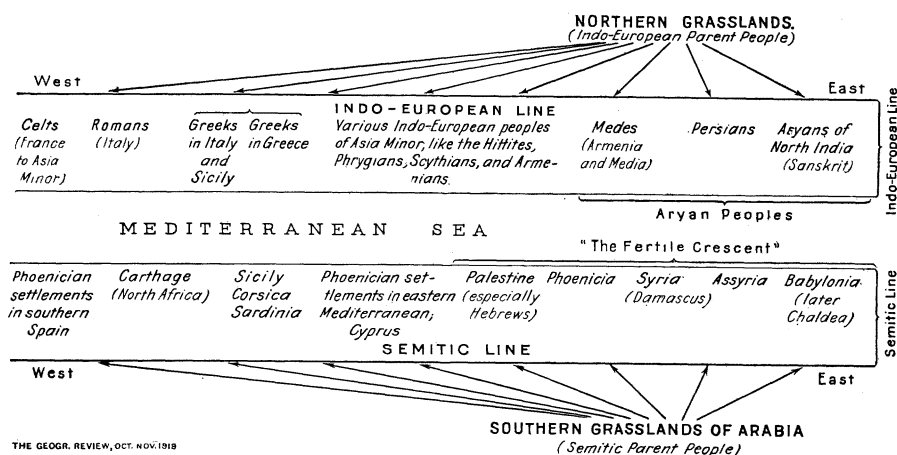 NORTHERN GRASSLANDS.
(Indo-European Parent People)
West
East
INDO-EUROPEAN LINE
Indo-European Line
Celts
(France
to Asia
Minor)
Romans
(Italy)
Greeks
in Italy
and
Sicily
Greeks
in Greece
Various Indo-European peoples
of Asia Minor, like the Hittites,
Phrygians, Scythians, and Arme-
nians.
Medes
(Armenia
and Media)
Persians
Aryans of
North India
(Sanskrit)
Aryan Peoples
MEDITERRANEAN SEA
"The Fertile Crescent"
Phoenician
settlements
in southern
Spain
Carthage
(North Africa)
Sicily
Corsica
Sardinia
Phoenician set-
tlements in eastern
Mediterranean;
Cyprus
Palestine
(especially
Hebrews)
Phoenicia
Syria
(Damascus)
Assyria
Babylonia
(later
Chaldea)
Semitic Line
SEMITIC LINE
West
East
SOUTHERN GRASSLANDS OF ARABIA
(Semitic Parent People)
THE GEOGR. REVIEW, OCT. NOV. 1919